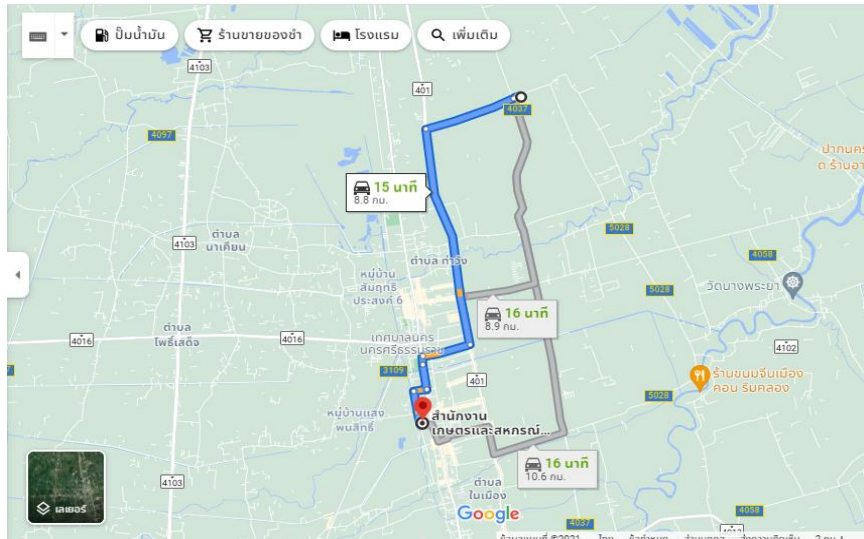 ปั๊มน้ำมัน
ร้านขายของชำ
โรงแรม
เพิ่มเติม
4103
401
4037
4097
15 นาที
8.8 กม.
5028
4103
ตำบล
นาเคียน
ตำบล ท่าวัง
4058
หมู่บ้าน
สัมฤทธิ์
ประสงค์ 6
5028
วัดนางพระยา
16 นาที
8.9 กม.
4016
ตำบล
โพธิ์เสด็จ
4016
เทศบาลนคร
นครศรีธรรมราช
4102
3109
401
5028
ร้านขนมจีนเมือง
คอน ริมคลอง
หมู่บ้านแสง
พนสิทธิ์
สำนักงาน
เกษตรและสหกรณ์...
16 นาที
10.6 กม.
4103
ตำบล
ในเมือง
เลเยอร์
Google
4037
4058